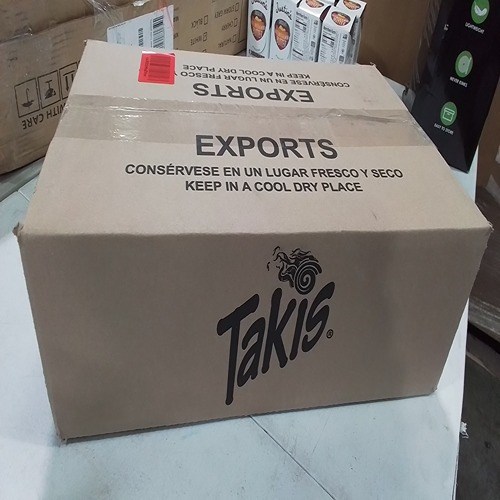 EXPORTS
CONSÉRVESE EN UN LUGAR FRESCO Y
KEEP IN A COOL DRY PLACE
EXPORTS
CONSÉRVESE EN UN LUGAR FRESCO Y SECO
KEEP IN A COOL DRY PLACE
Takis®
WITH CARE